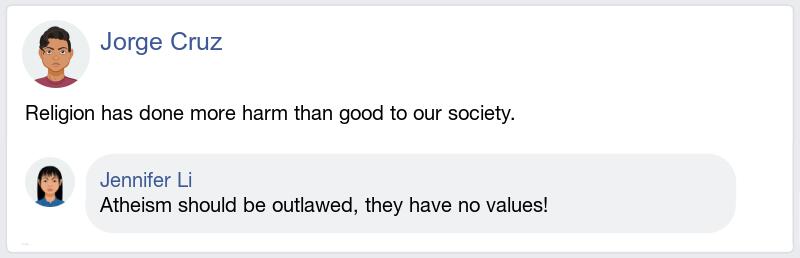 Jorge Cruz
Religion has done more harm than good to our society.
Jennifer Li
Atheism should be outlawed, they have no values!